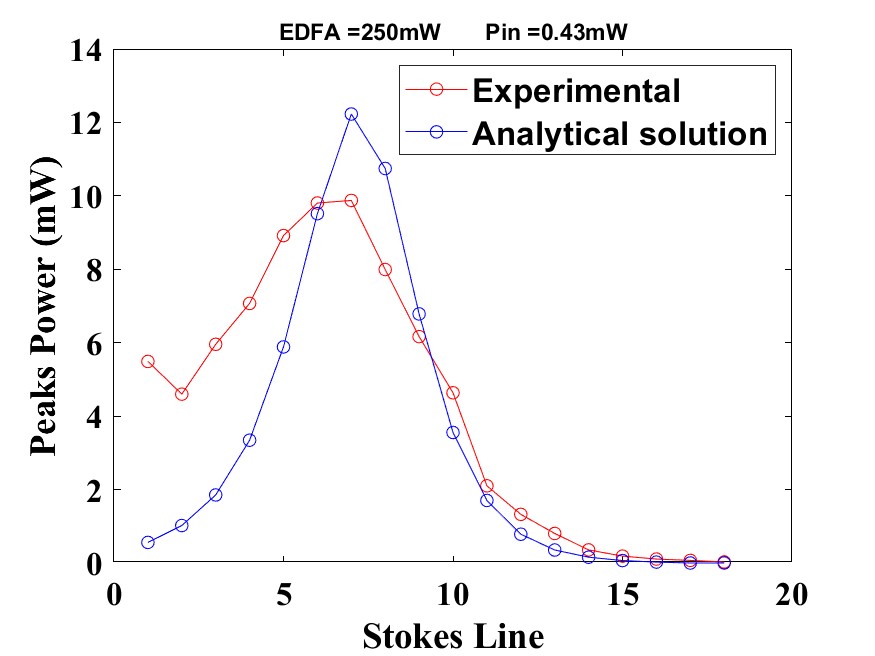 EDFA =250mW Pin =0.43mW
14
12
10
8
6
4
2
0
Peaks Power (mW)
Experimental
Analytical solution
0 5 10 15 20
Stokes Line